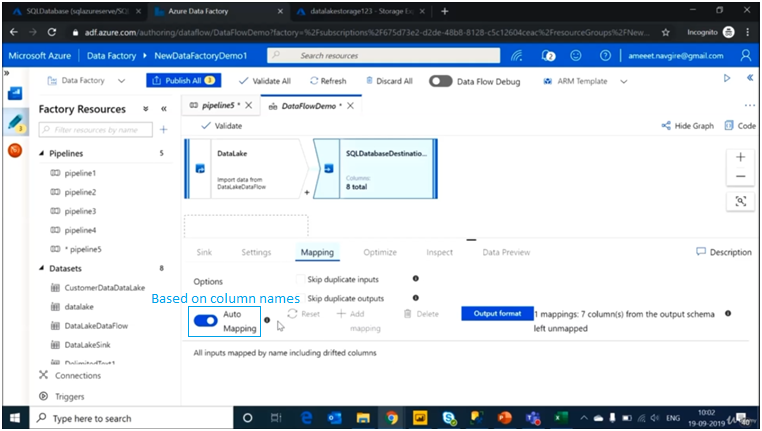 SQLDatabase (sqlazureserve/SQL
Azure Data Factory
datalakestorage123 - Storage Exp
adf.azure.com/authoring/dataflow/DataFlowDemo?factory=%2Fsubscriptions%2F675d73e2-d2de-48b8-8128-c5c12604ceac%2FresourceGroups%2FNew...
Incognito
Microsoft Azure
Data Factory
NewDataFactoryDemo1
Search resources
2
ameeet.navgire@gmail.com
Data Factory
Publish All 3
Validate All
Refresh
Discard All
Data Flow Debug
ARM Template
Factory Resources
pipeline5 *
DataFlowDemo *
Filter resources by name
Validate
Hide Graph
Code
Pipelines 5
pipeline1
pipeline2
pipeline3
pipeline4
* pipeline5
Datasets 8
CustomerDataDataLake
datalake
DataLakeDataFlow
DataLakeSink
DelimitedText1
Connections
Triggers
DataLake
Import data from
DataLakeDataFlow
+
SQLDatabaseDestinatio...
Columns:
8 total
Sink
Settings
Mapping
Optimize
Inspect
Data Preview
Description
Options
Skip duplicate inputs
Based on column names
Skip duplicate outputs
Auto
Mapping
Reset
Add
mapping
Delete
Output format
1 mappings: 7 column(s) from the output schema
left unmapped
All inputs mapped by name including drifted columns
Type here to search
ENG
10:02
19-09-2019